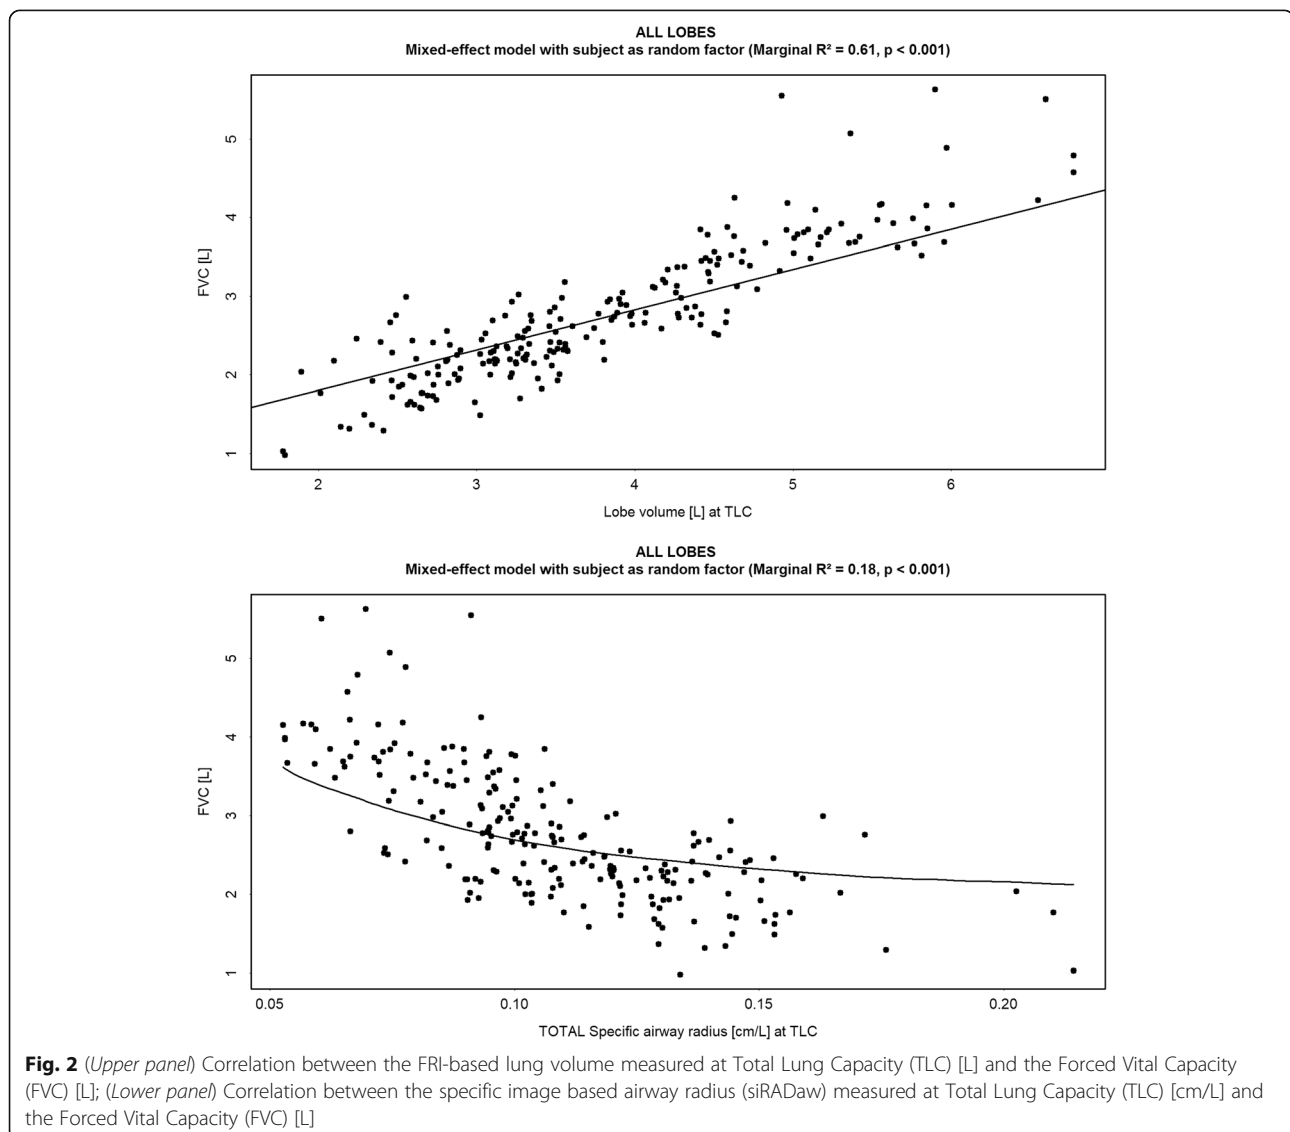 ALL LOBES
Mixed-effect model with subject as random factor (Marginal R² = 0.61, p < 0.001)
5
4
3
2
1
FVC [L]
2 3 4 5 6
Lobe volume [L] at TLC
ALL LOBES
Mixed-effect model with subject as random factor (Marginal R² = 0.18, p < 0.001)
5
4
3
2
1
FVC [L]
0.05 0.10 0.15 0.20
TOTAL Specific airway radius [cm/L] at TLC
Fig. 2 (Upper panel) Correlation between the FRI-based lung volume measured at Total Lung Capacity (TLC) [L] and the Forced Vital Capacity
(FVC) [L]; (Lower panel) Correlation between the specific image based airway radius (siRADaw) measured at Total Lung Capacity (TLC) [cm/L] and
the Forced Vital Capacity (FVC) [L]